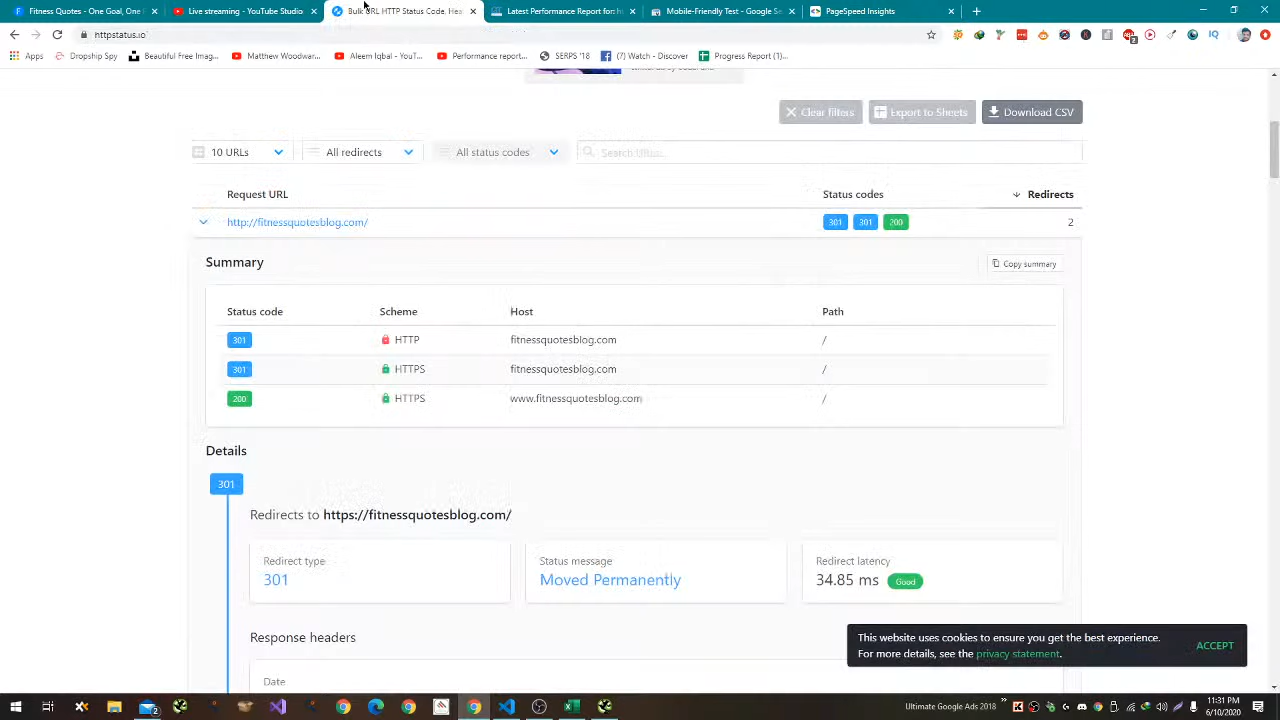 Fitness Quotes - One Goal, One F
Live streaming - YouTube Studio
Bulk URL HTTP Status Code, Hea
Latest Performance Report for: h
Mobile-Friendly Test - Google Se
PageSpeed Insights
httpstatus.io
Apps
Dropship Spy
Beautiful Free Imag...
Matthew Woodwar...
Aleem Iqbal - YouT...
Performance report...
SERPS '18
(7) Watch - Discover
Progress Report (1)...
Clear filters
Export to Sheets
Download CSV
10 URLs
All redirects
All status codes
Search URLs...
Request URL
Status codes
Redirects
http://fitnessquotesblog.com/
301 301 200
2
Summary
Copy summary
Status code Scheme Host Path
301 HTTP fitnessquotesblog.com /
301 HTTPS fitnessquotesblog.com /
200 HTTPS www.fitnessquotesblog.com /
Details
301
Redirects to https://fitnessquotesblog.com/
Redirect type
301
Status message
Moved Permanently
Redirect latency
34.85 ms Good
Response headers
Date
This website uses cookies to ensure you get the best experience.
For more details, see the privacy statement.
ACCEPT
Ultimate Google Ads 2018
11:31 PM
6/10/2020